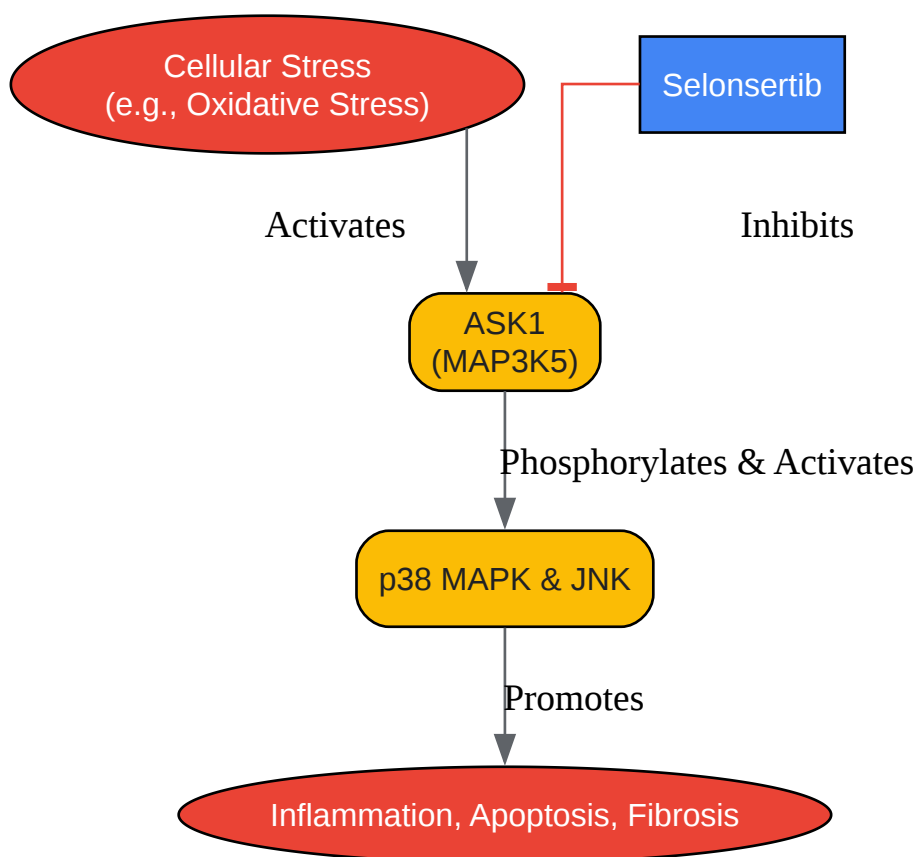 Cellular Stress
(e.g., Oxidative Stress)
Selonsertib
Activates
Inhibits
ASK1
(MAP3K5)
Phosphorylates & Activates
p38 MAPK & JNK
Promotes
Inflammation, Apoptosis, Fibrosis